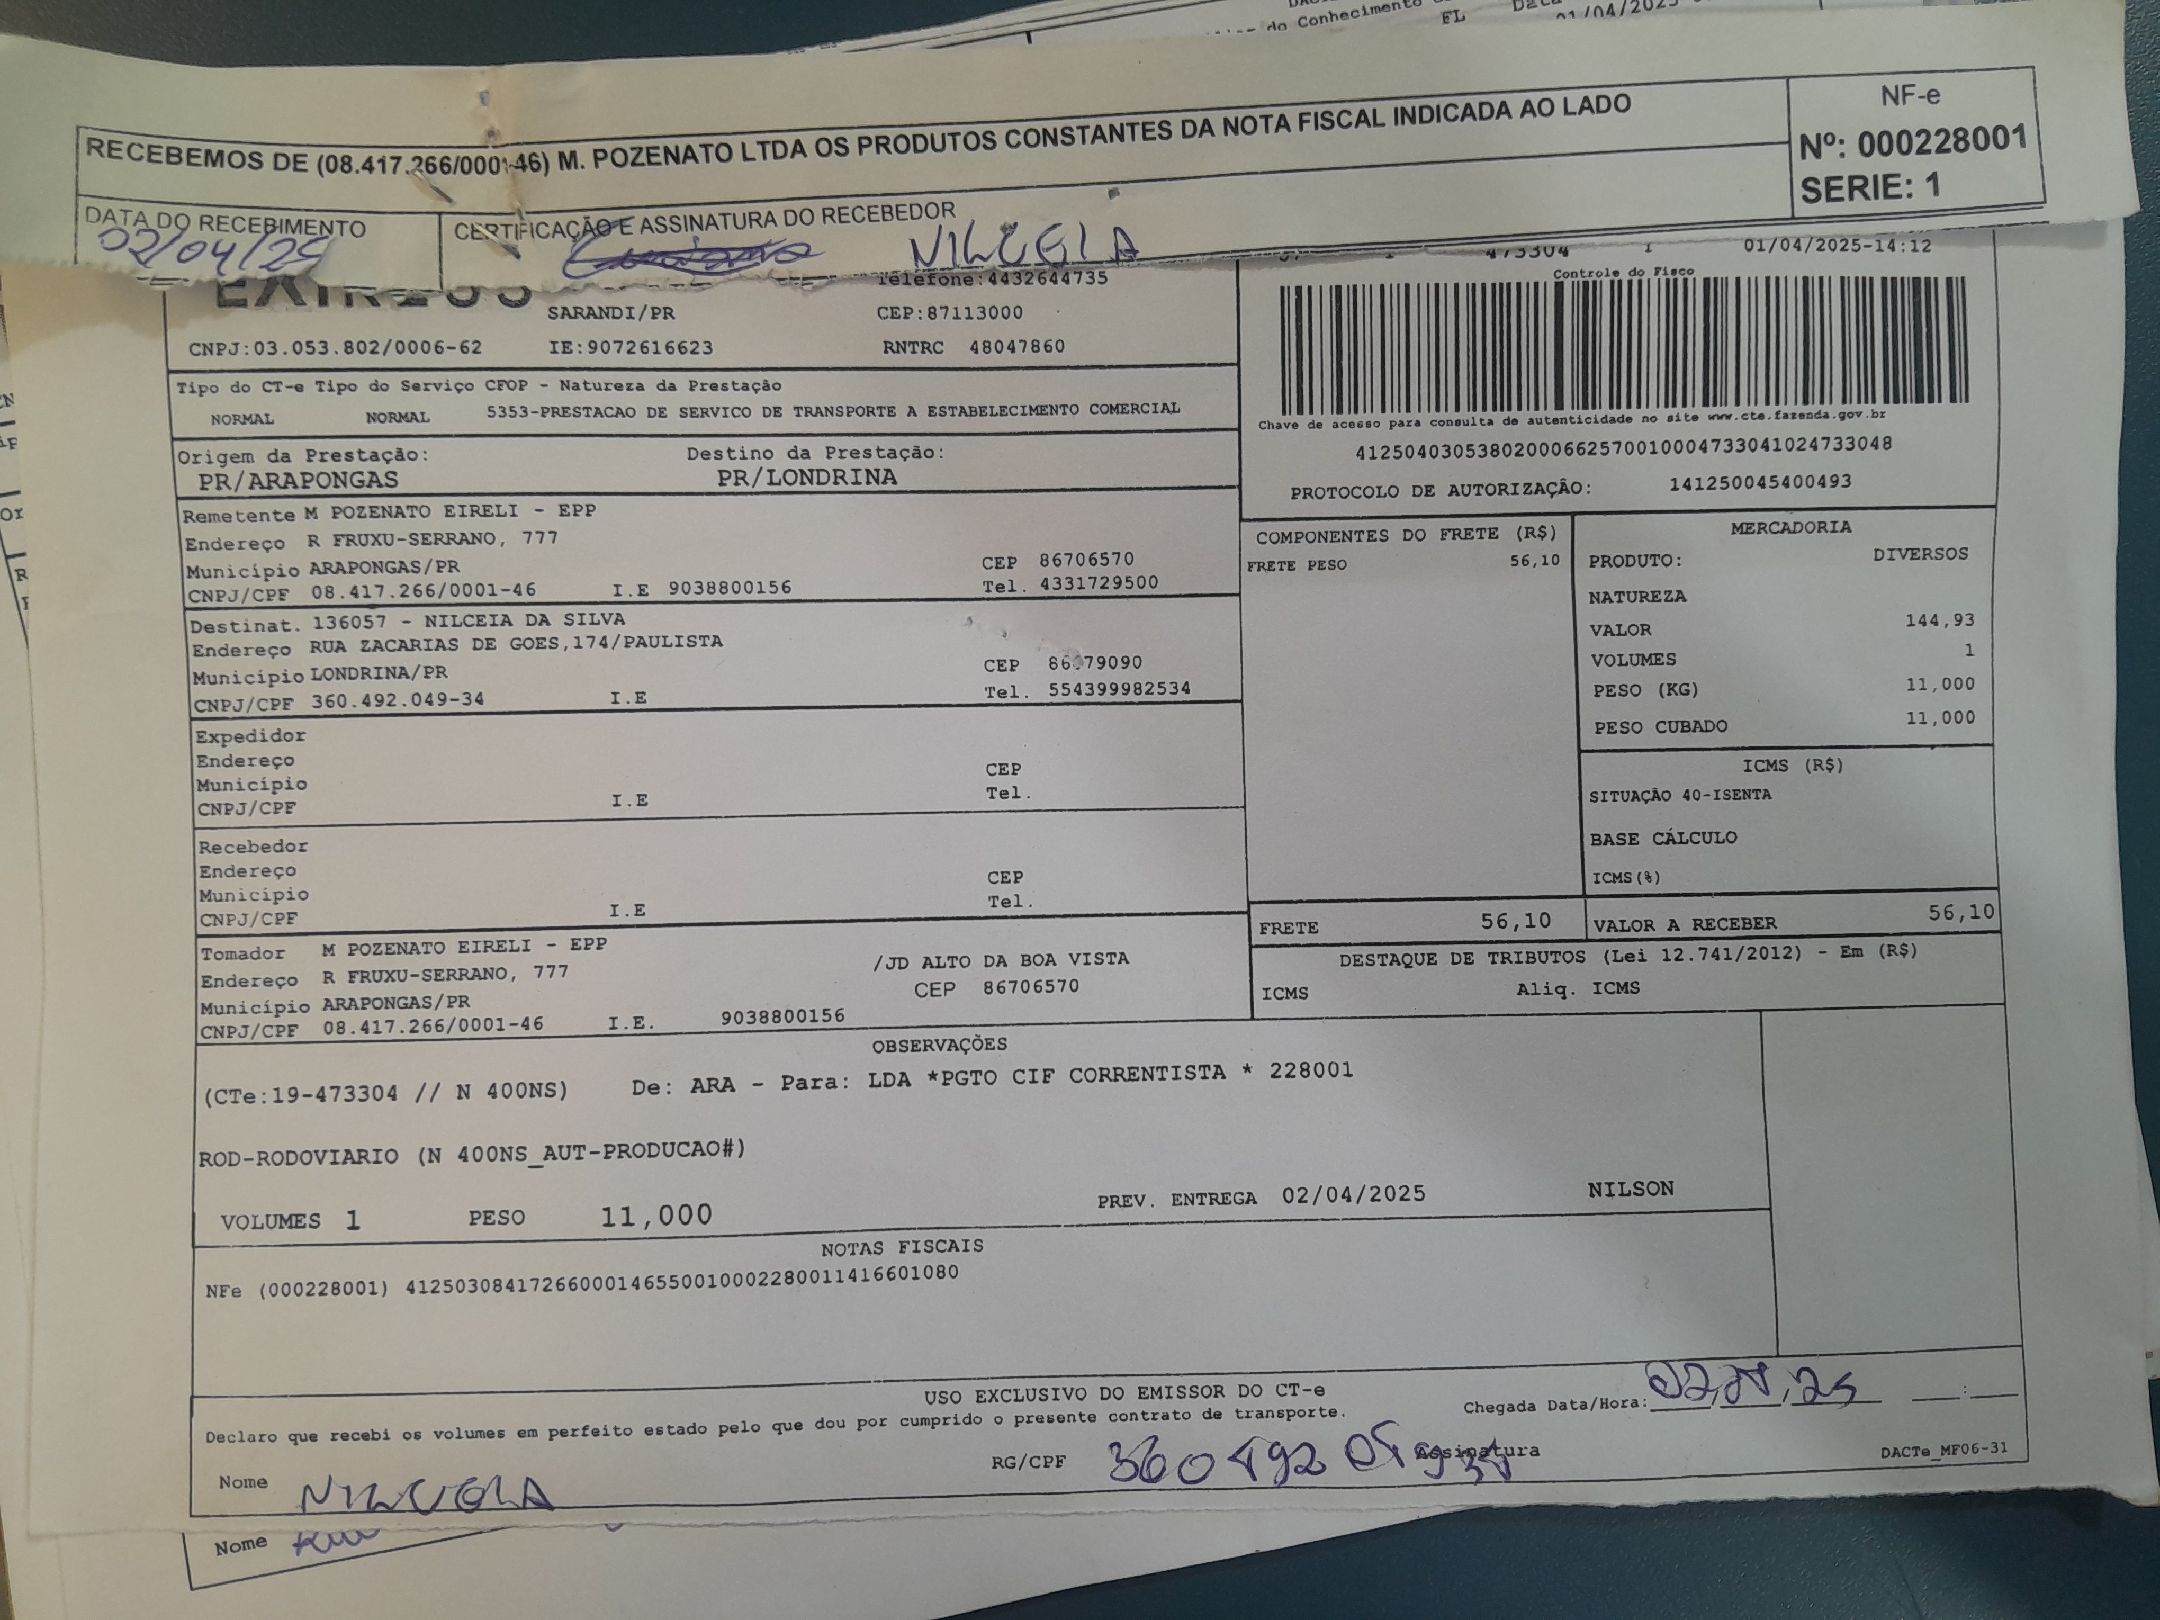 do Conhecimento
FL
01/04/2025
RECEBEMOS DE (08.417.266/0001-46) M. POZENATO LTDA OS PRODUTOS CONSTANTES DA NOTA FISCAL INDICADA AO LADO
NF-e
Nº: 000228001
SERIE: 1
DATA DO RECEBIMENTO
02/04/25
CERTIFICAÇÃO E ASSINATURA DO RECEBEDOR
NILCEIA
473304 1 01/04/2025-14:12
Telefone:4432644735
SARANDI/PR CEP:87113000
CNPJ:03.053.802/0006-62 IE:9072616623 RNTRC 48047860
Controle do Fisco
Tipo do CT-e Tipo do Serviço CFOP - Natureza da Prestação
NORMAL NORMAL 5353-PRESTACAO DE SERVICO DE TRANSPORTE A ESTABELECIMENTO COMERCIAL
Chave de acesso para consulta de autenticidade no site www.cte.fazenda.gov.br
41250403053802000662570010004733041024733048
PROTOCOLO DE AUTORIZAÇÃO: 141250045400493
Origem da Prestação: Destino da Prestação:
PR/ARAPONGAS PR/LONDRINA
Remetente M POZENATO EIRELI - EPP
Endereço R FRUXU-SERRANO, 777
Município ARAPONGAS/PR CEP 86706570
CNPJ/CPF 08.417.266/0001-46 I.E 9038800156 Tel. 4331729500
Destinat. 136057 - NILCEIA DA SILVA
Endereço RUA ZACARIAS DE GOES,174/PAULISTA
Município LONDRINA/PR CEP
CNPJ/CPF 360.492.049-34 I.E Tel. 554399982534
Expedidor
Endereço
Município CEP
CNPJ/CPF I.E Tel.
Recebedor
Endereço
Município CEP
CNPJ/CPF I.E Tel.
Tomador M POZENATO EIRELI - EPP
Endereço R FRUXU-SERRANO, 777 /JD ALTO DA BOA VISTA
Município ARAPONGAS/PR CEP 86706570
CNPJ/CPF 08.417.266/0001-46 I.E. 9038800156
COMPONENTES DO FRETE (R$)
FRETE PESO 56,10
MERCADORIA
PRODUTO: DIVERSOS
NATUREZA
VALOR 144,93
VOLUMES 1
PESO (KG) 11,000
PESO CUBADO 11,000
ICMS (R$)
SITUAÇÃO 40-ISENTA
BASE CÁLCULO
ICMS(%)
FRETE 56,10 VALOR A RECEBER 56,10
DESTAQUE DE TRIBUTOS (Lei 12.741/2012) - Em (R$)
ICMS Aliq. ICMS
OBSERVAÇÕES
(CTe:19-473304 // N 400NS) De: ARA - Para: LDA *PGTO CIF CORRENTISTA * 228001
ROD-RODOVIARIO (N 400NS_AUT-PRODUCAO#)
VOLUMES 1 PESO 11,000 PREV. ENTREGA 02/04/2025 NILSON
NOTAS FISCAIS
NFe (000228001) 41250308417266000146550010002280011416601080
USO EXCLUSIVO DO EMISSOR DO CT-e
Declaro que recebi os volumes em perfeito estado pelo que dou por cumprido o presente contrato de transporte.
Chegada Data/Hora: 02,04,25 __:__
Nome NILCEIA RG/CPF 360492 049 34 Assinatura DACTe_MF06-31
Nome